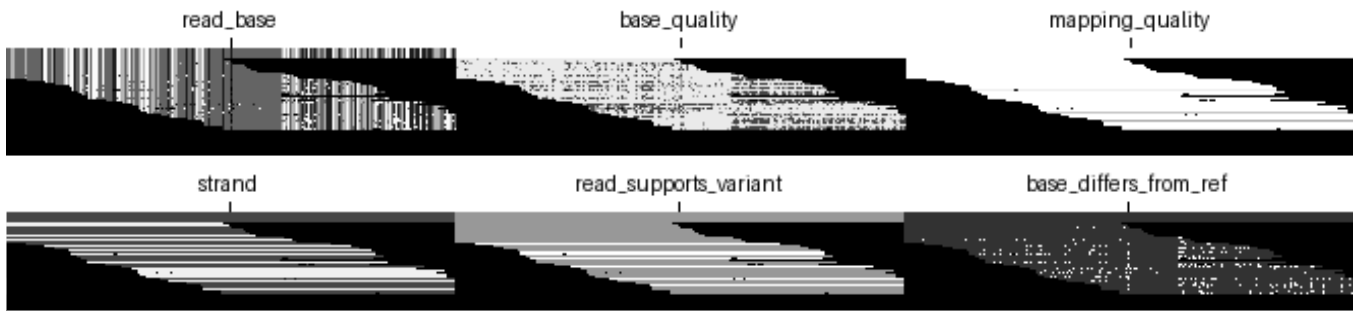 read_base base_quality mapping_quality
strand read_supports_variant base_differs_from_ref